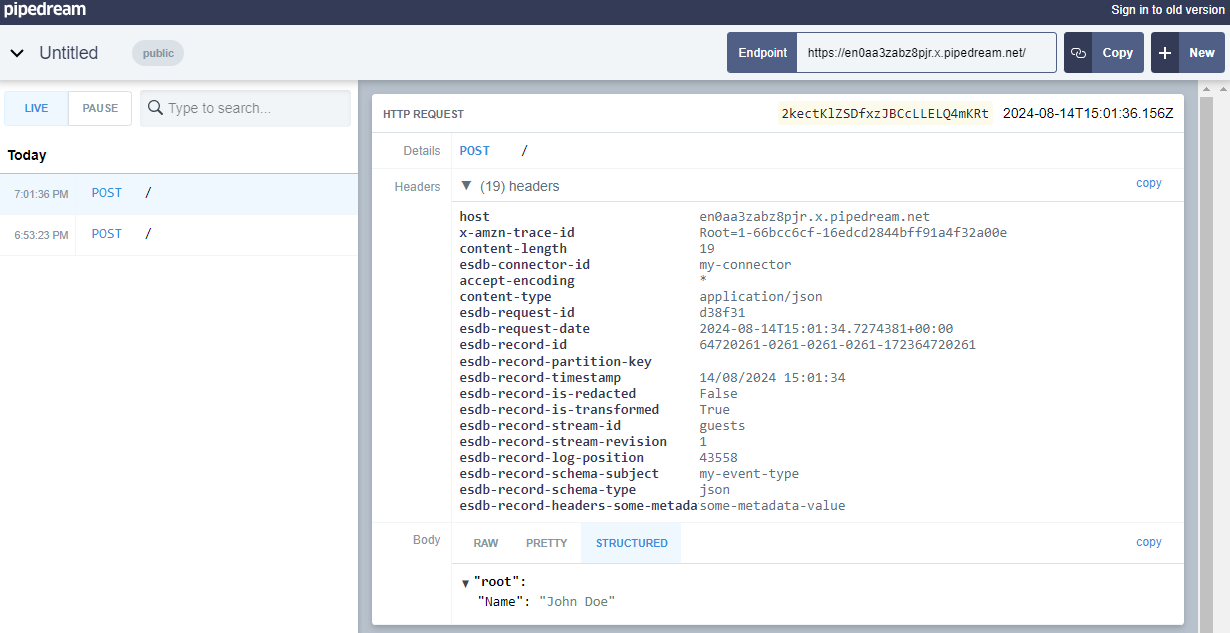 pipedream Sign in to old version
Untitled public Endpoint https://en0aa3zabz8pjr.x.pipedream.net/ Copy New
LIVE PAUSE Type to search...
Today
7:01:36 PM POST /
6:53:23 PM POST /
HTTP REQUEST 2kectKlZSDfxzJBCcLLELQ4mKRt 2024-08-14T15:01:36.156Z
Details POST /
Headers (19) headers copy
host en0aa3zabz8pjr.x.pipedream.net
x-amzn-trace-id Root=1-66bcc6cf-16edcd2844bff91a4f32a00e
content-length 19
esdb-connector-id my-connector
accept-encoding *
content-type application/json
esdb-request-id d38f31
esdb-request-date 2024-08-14T15:01:34.7274381+00:00
esdb-record-id 64720261-0261-0261-0261-172364720261
esdb-record-partition-key
esdb-record-timestamp 14/08/2024 15:01:34
esdb-record-is-redacted False
esdb-record-is-transformed True
esdb-record-stream-id guests
esdb-record-stream-revision 1
esdb-record-log-position 43558
esdb-record-schema-subject my-event-type
esdb-record-schema-type json
esdb-record-headers-some-metada some-metadata-value
Body RAW PRETTY STRUCTURED copy
"root":
"Name": "John Doe"